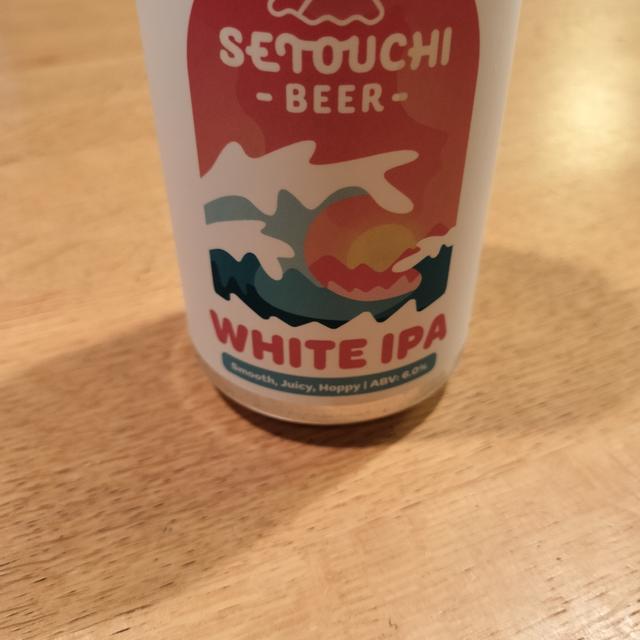 SETOUCHI
-BEER-
WHITE IPA
Smooth, Juicy, Hoppy | ABV: 6.0%